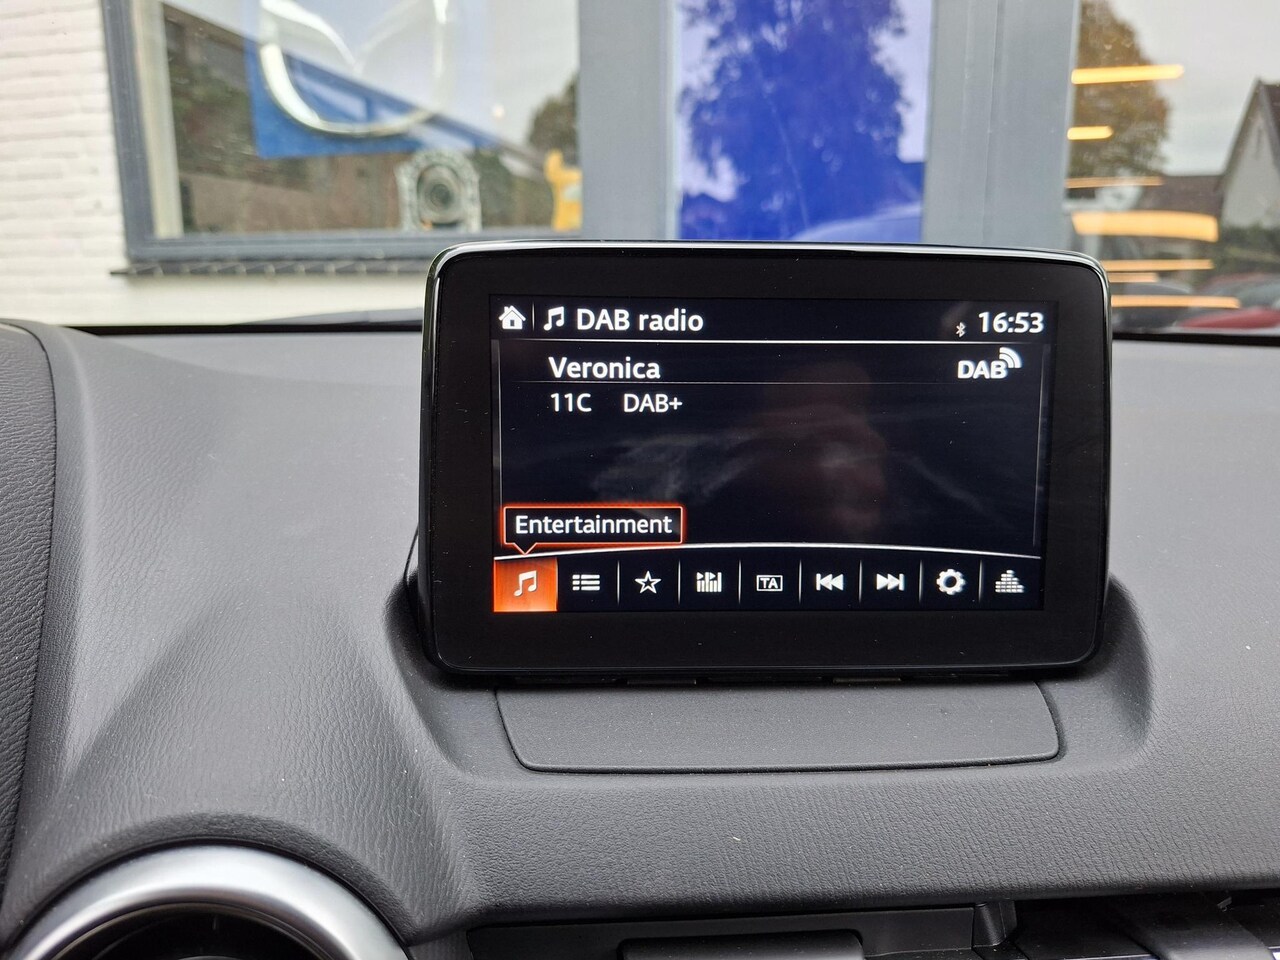 DAB radio 16:53
Veronica DAB
11C DAB+
Entertainment
TA